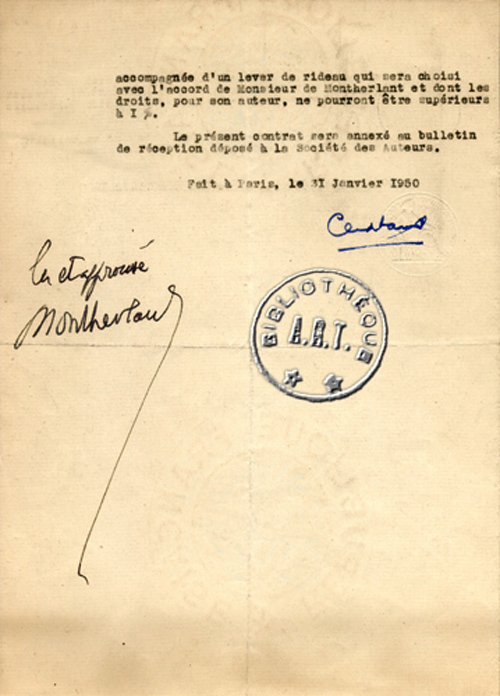 accompagnée d'un lever de rideau qui sera choisi
avec l'accord de Monsieur de Montherlant et dont les
droits, pour son auteur, ne pourront être supérieurs
à I %.
Le présent contrat sera annexé au bulletin
de réception déposé à la Société des Auteurs.
Fait à Paris, le 31 Janvier 1950
lu et approuvé
Montherlant
BIBLIOTHÈQUE
A.R.T.